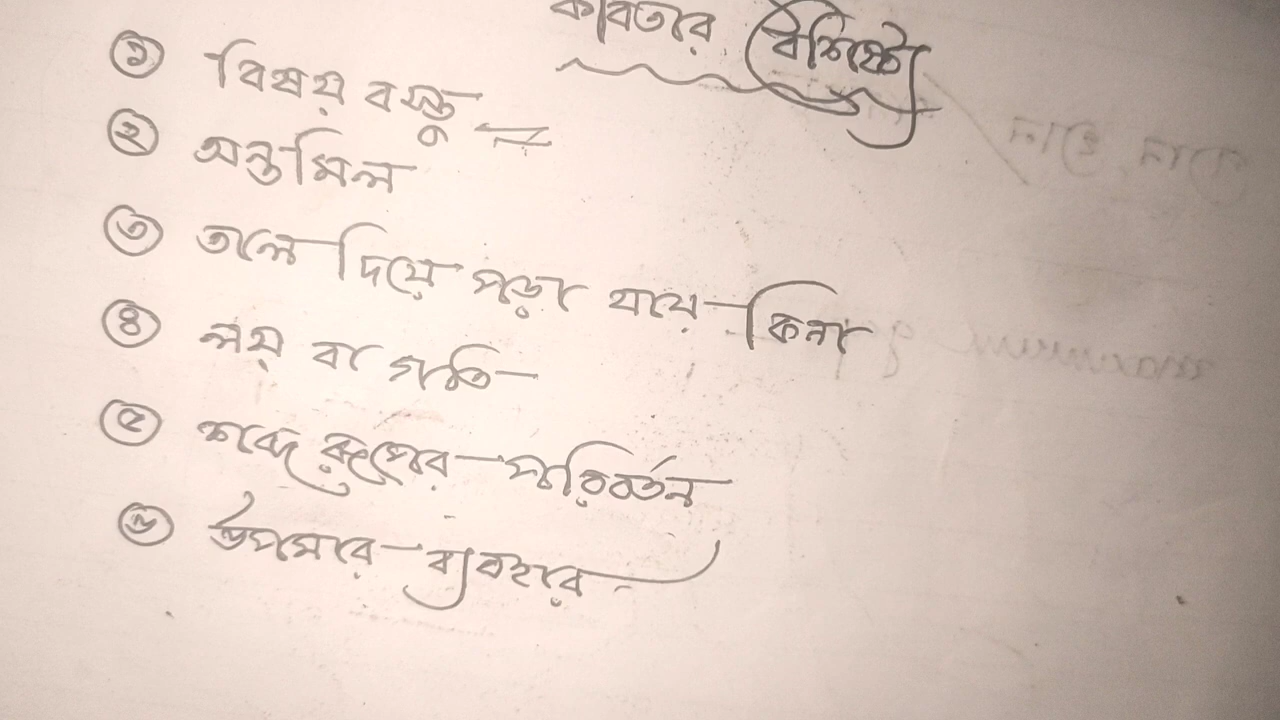 কবিতার বৈশিষ্ট্য
১ বিষয় বস্তু
২ অন্তমিল
৩ তালে দিয়ে পড়া যায় কিনা
৪ লয় বা গতি
৫ শব্দ রূপের পরিবর্তন
৬ উপমার ব্যবহার